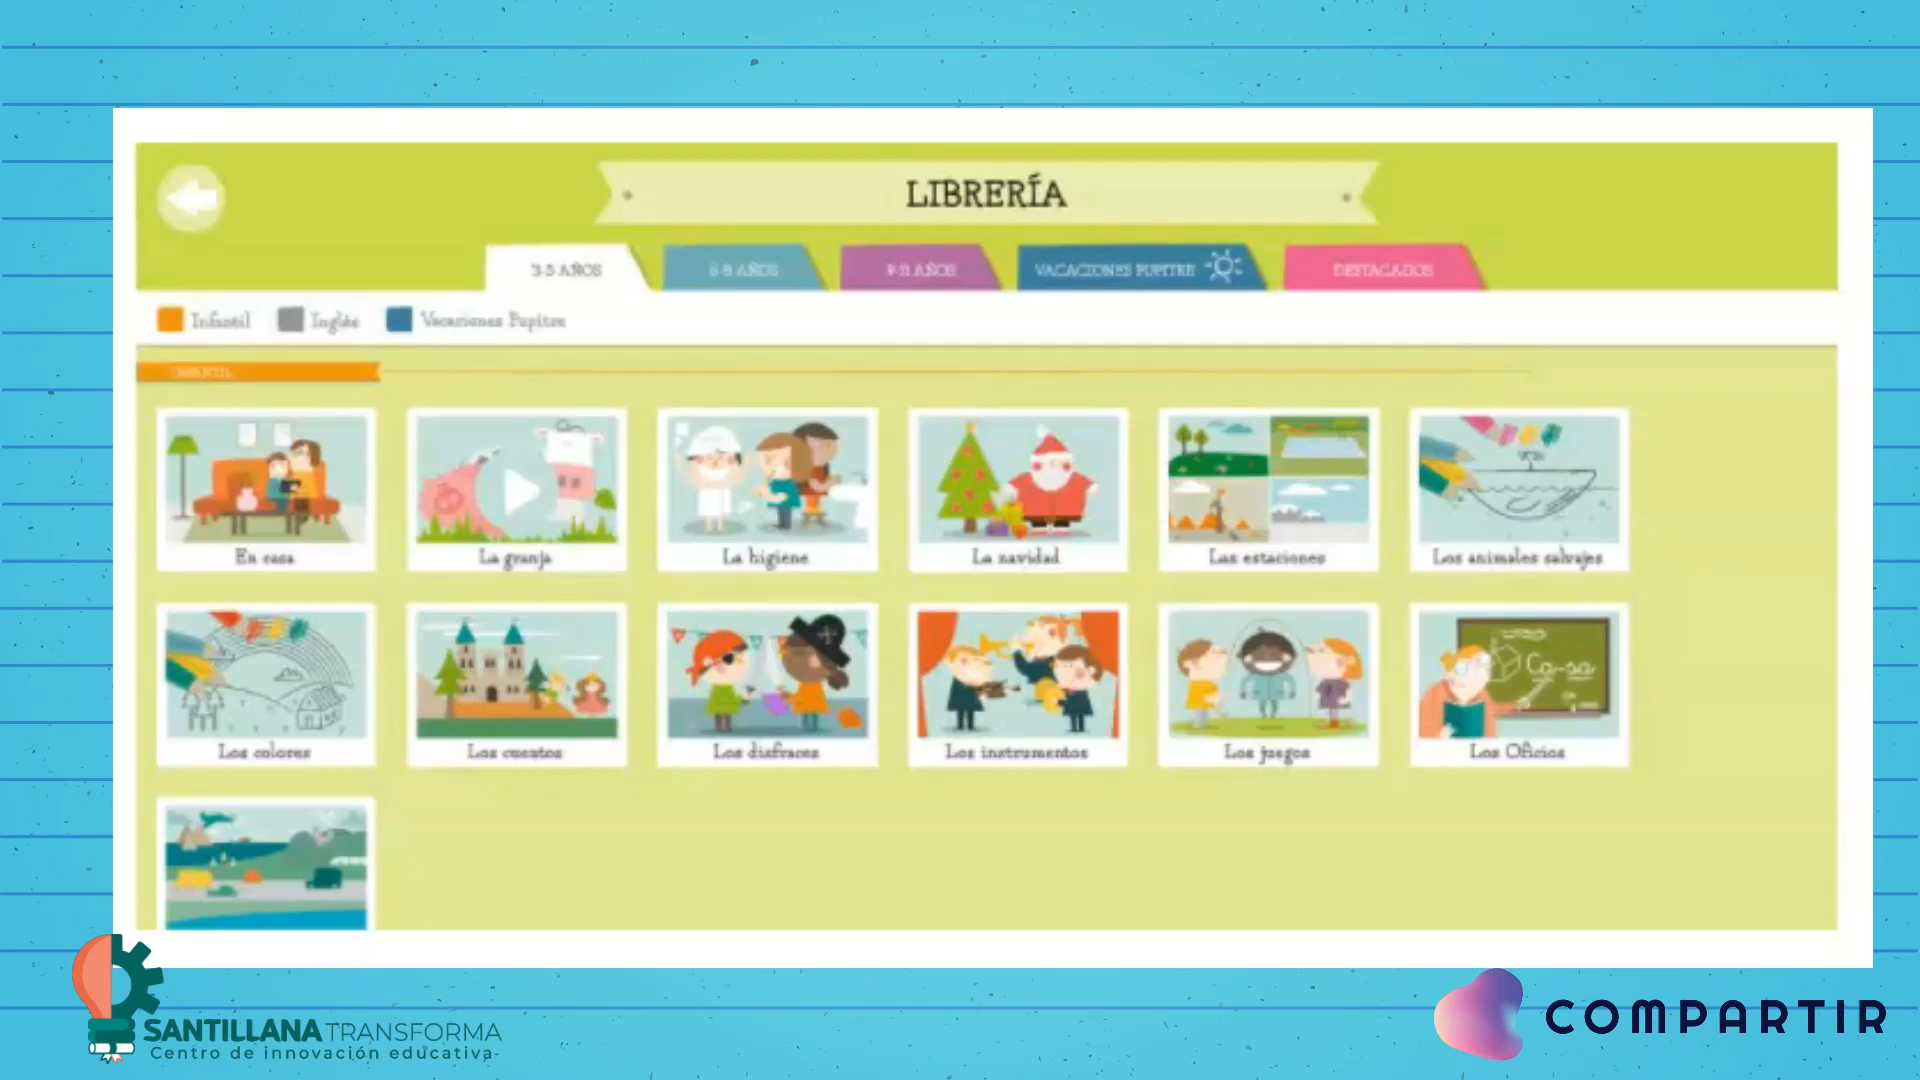 LIBRERÍA
3-5 AÑOS
6-8 AÑOS
9-11 AÑOS
VACACIONES PUPITRE
DESTACADOS
Infantil
Inglés
Vacaciones Pupitre
INFANTIL
En casa
La granja
La higiene
La navidad
Las estaciones
Los animales salvajes
Los colores
Los cuentos
Los disfraces
Los instrumentos
Los juegos
Ca-sa
Los Oficios
SANTILLANA TRANSFORMA
Centro de innovación educativa
COMPARTIR